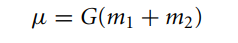 μ = G(m₁ + m₂)